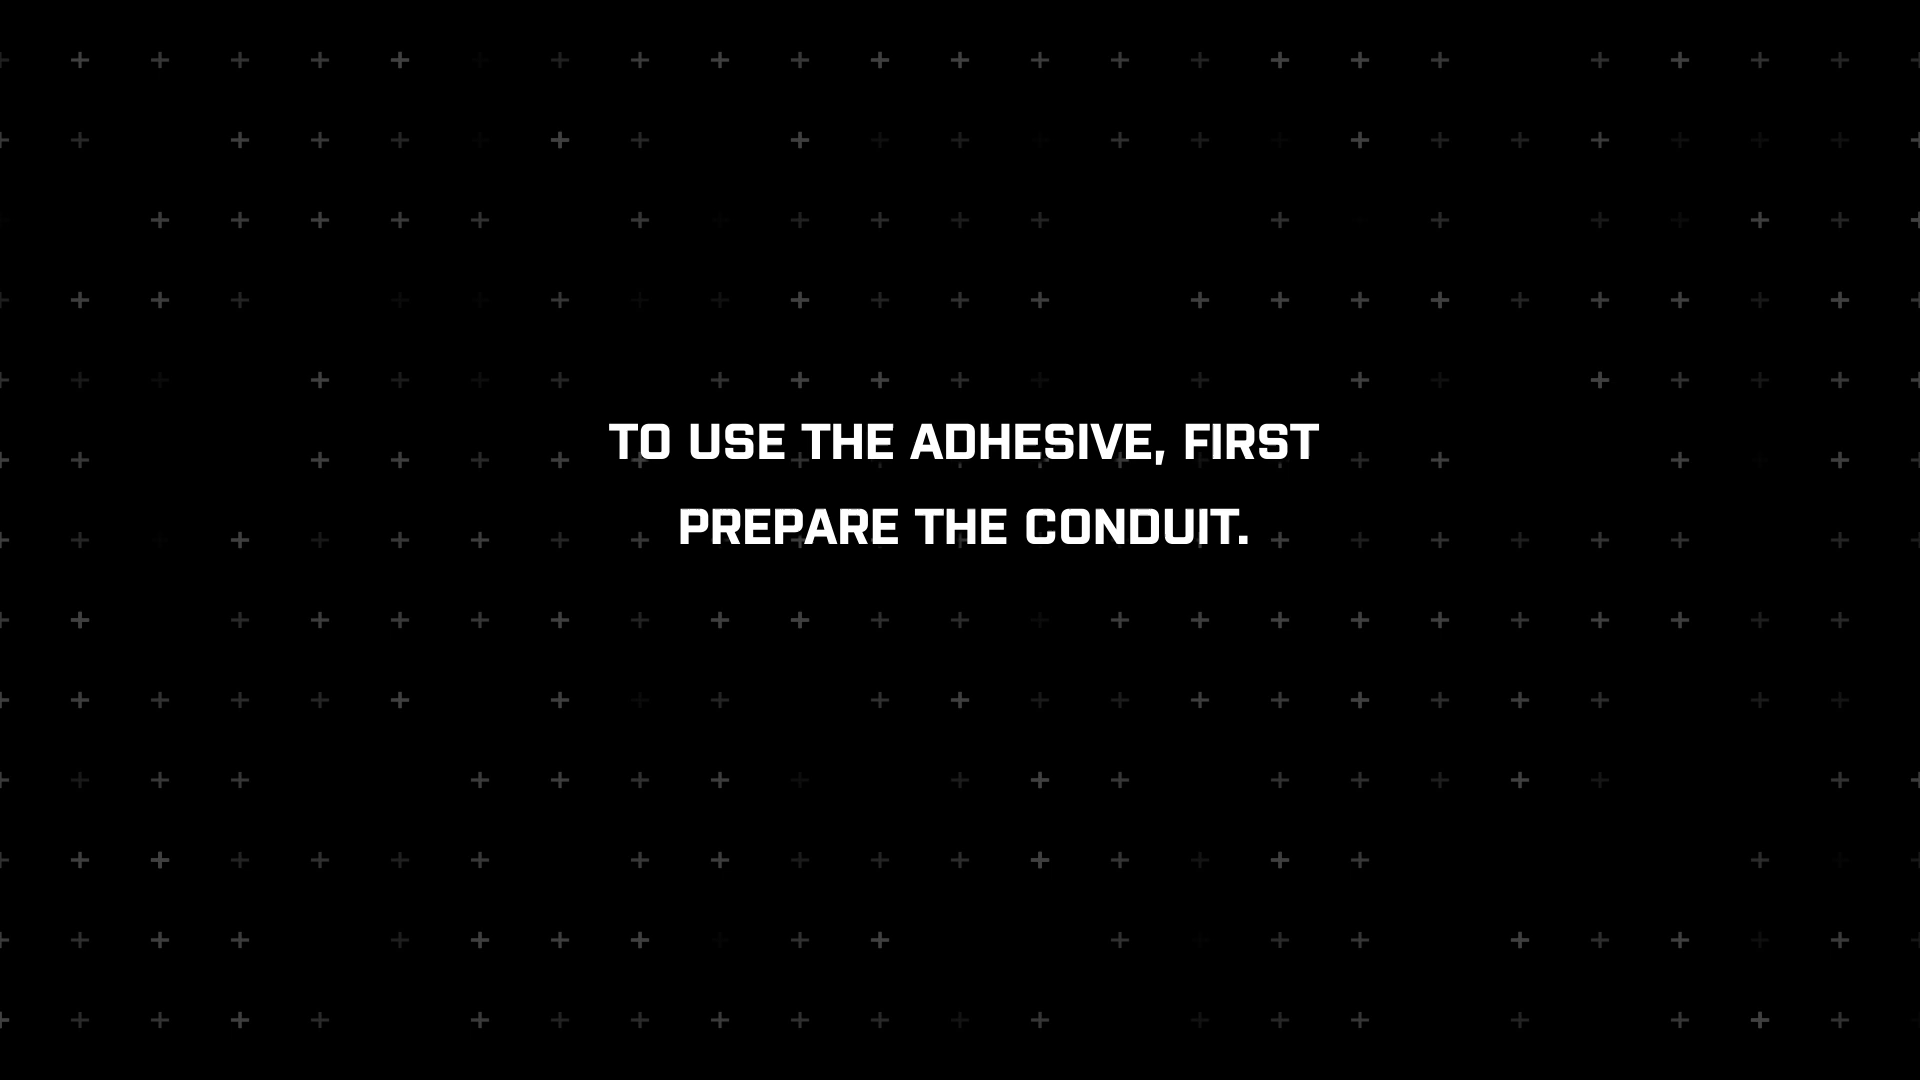 TO USE THE ADHESIVE, FIRST
PREPARE THE CONDUIT.